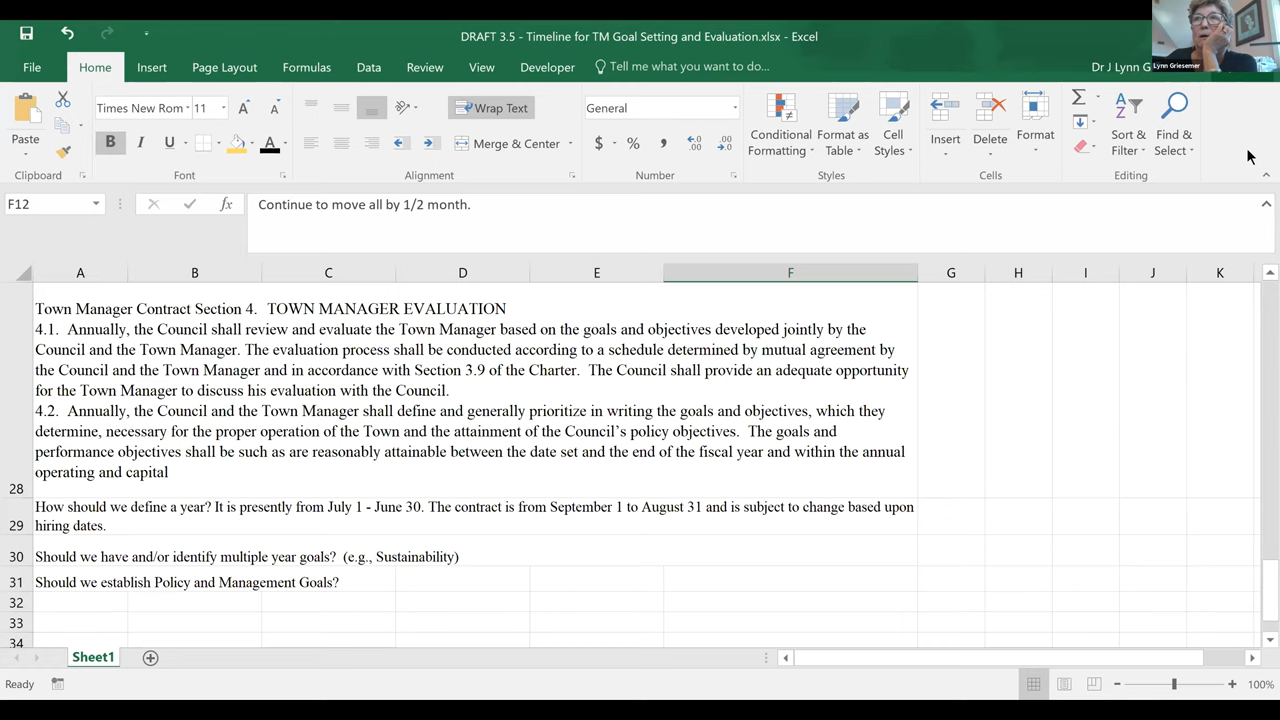 DRAFT 3.5 - Timeline for TM Goal Setting and Evaluation.xlsx - Excel
Lynn Griesemer
File Home Insert Page Layout Formulas Data Review View Developer Tell me what you want to do... Dr J Lynn G
Times New Rom 11 Wrap Text General
Paste B I U A Merge & Center $ % Conditional Formatting Format as Table Cell Styles Insert Delete Format Sort & Filter Find & Select
Clipboard Font Alignment Number Styles Cells Editing
F12 fx Continue to move all by 1/2 month.
A B C D E F G H I J K
Town Manager Contract Section 4. TOWN MANAGER EVALUATION
4.1. Annually, the Council shall review and evaluate the Town Manager based on the goals and objectives developed jointly by the
Council and the Town Manager. The evaluation process shall be conducted according to a schedule determined by mutual agreement by
the Council and the Town Manager and in accordance with Section 3.9 of the Charter. The Council shall provide an adequate opportunity
for the Town Manager to discuss his evaluation with the Council.
4.2. Annually, the Council and the Town Manager shall define and generally prioritize in writing the goals and objectives, which they
determine, necessary for the proper operation of the Town and the attainment of the Council's policy objectives. The goals and
performance objectives shall be such as are reasonably attainable between the date set and the end of the fiscal year and within the annual
operating and capital
28
How should we define a year? It is presently from July 1 - June 30. The contract is from September 1 to August 31 and is subject to change based upon
29 hiring dates.
30 Should we have and/or identify multiple year goals? (e.g., Sustainability)
31 Should we establish Policy and Management Goals?
32
33
34
Sheet1
Ready 100%